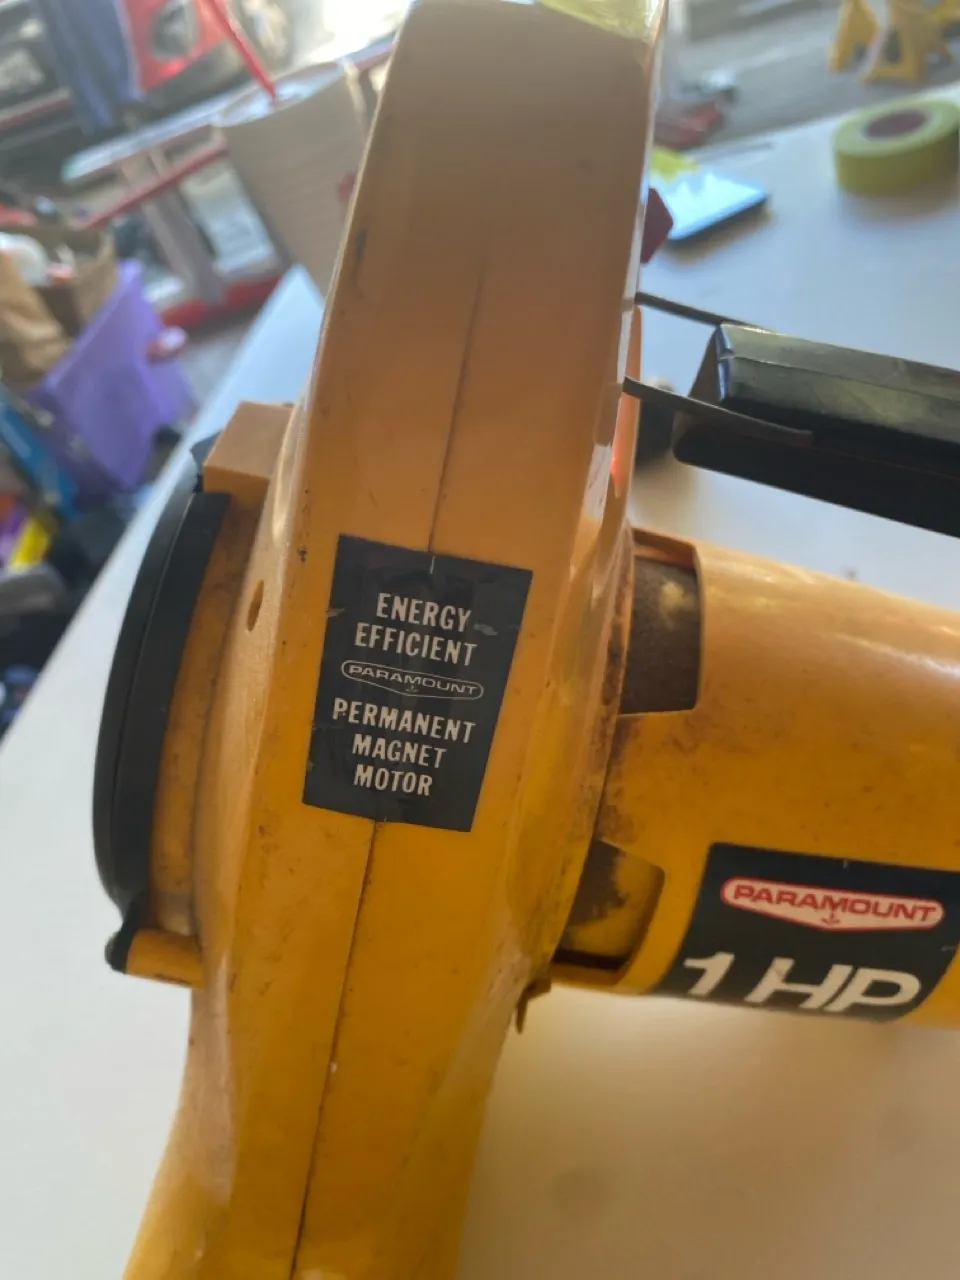 ENERGY
EFFICIENT
PARAMOUNT
PERMANENT
MAGNET
MOTOR
PARAMOUNT
1 HP